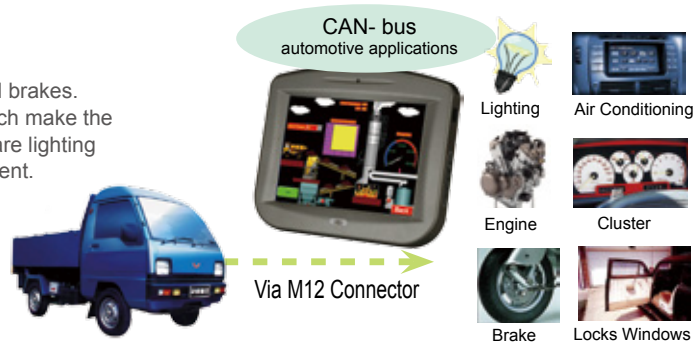 CAN- bus
automotive applications
l brakes.
ch make the
are lighting
ent.
Lighting
Air Conditioning
Engine
Cluster
Via M12 Connector
Brake
Locks Windows